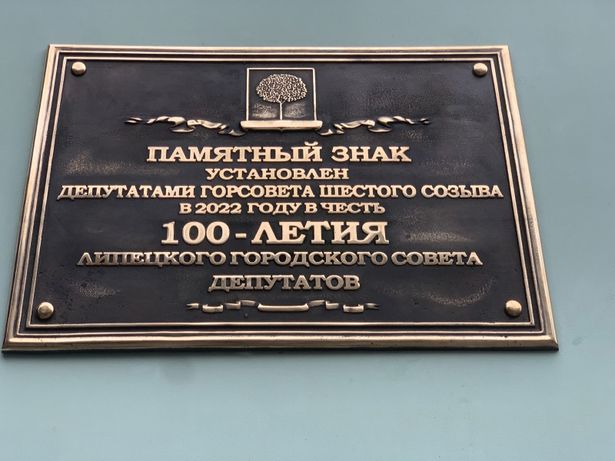 ПАМЯТНЫЙ ЗНАК
УСТАНОВЛЕН
ДЕПУТАТАМИ ГОРСОВЕТА ШЕСТОГО СОЗЫВА
В 2022 ГОДУ В ЧЕСТЬ
100-ЛЕТИЯ
ЛИПЕЦКОГО ГОРОДСКОГО СОВЕТА
ДЕПУТАТОВ